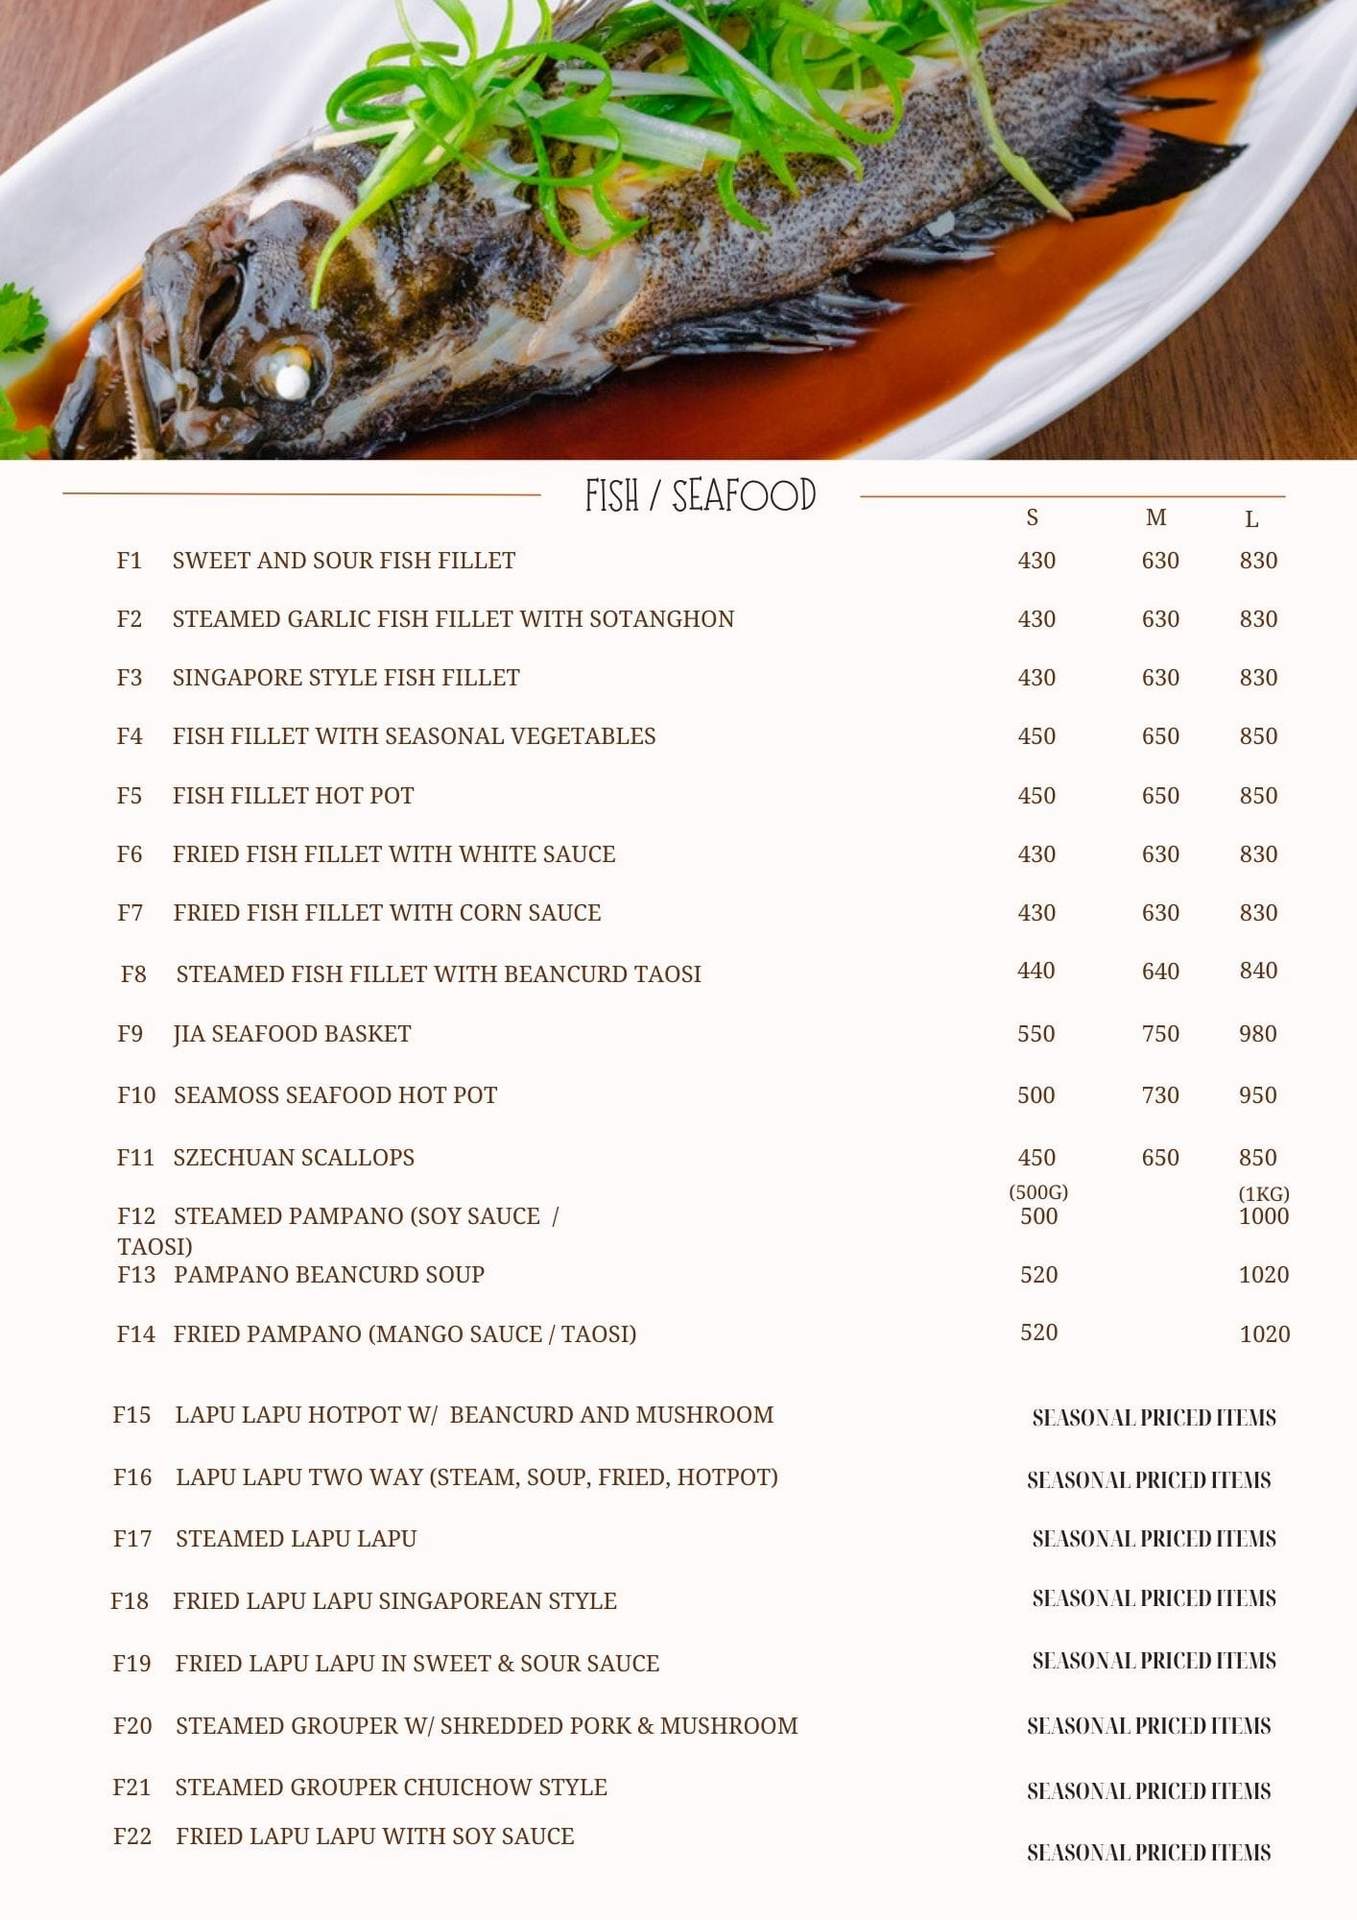 FISH / SEAFOOD
S M L
F1 SWEET AND SOUR FISH FILLET 430 630 830
F2 STEAMED GARLIC FISH FILLET WITH SOTANGHON 430 630 830
F3 SINGAPORE STYLE FISH FILLET 430 630 830
F4 FISH FILLET WITH SEASONAL VEGETABLES 450 650 850
F5 FISH FILLET HOT POT 450 650 850
F6 FRIED FISH FILLET WITH WHITE SAUCE 430 630 830
F7 FRIED FISH FILLET WITH CORN SAUCE 430 630 830
F8 STEAMED FISH FILLET WITH BEANCURD TAOSI 440 640 840
F9 JIA SEAFOOD BASKET 550 750 980
F10 SEAMOSS SEAFOOD HOT POT 500 730 950
F11 SZECHUAN SCALLOPS 450 650 850
(500G) (1KG)
F12 STEAMED PAMPANO (SOY SAUCE / 500 1000
TAOSI)
F13 PAMPANO BEANCURD SOUP 520 1020
F14 FRIED PAMPANO (MANGO SAUCE / TAOSI) 520 1020
F15 LAPU LAPU HOTPOT W/ BEANCURD AND MUSHROOM SEASONAL PRICED ITEMS
F16 LAPU LAPU TWO WAY (STEAM, SOUP, FRIED, HOTPOT) SEASONAL PRICED ITEMS
F17 STEAMED LAPU LAPU SEASONAL PRICED ITEMS
F18 FRIED LAPU LAPU SINGAPOREAN STYLE SEASONAL PRICED ITEMS
F19 FRIED LAPU LAPU IN SWEET & SOUR SAUCE SEASONAL PRICED ITEMS
F20 STEAMED GROUPER W/ SHREDDED PORK & MUSHROOM SEASONAL PRICED ITEMS
F21 STEAMED GROUPER CHUICHOW STYLE SEASONAL PRICED ITEMS
F22 FRIED LAPU LAPU WITH SOY SAUCE SEASONAL PRICED ITEMS